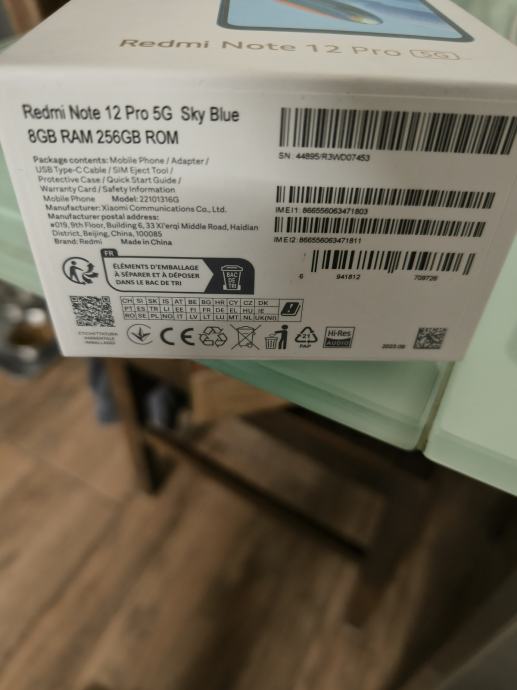 Redmi Note 12 Pro 5G
Redmi Note 12 Pro 5G Sky Blue
8GB RAM 256GB ROM
Package contents: Mobile Phone / Adapter /
USB Type-C Cable / SIM Eject Tool /
Protective Case / Quick Start Guide /
Warranty Card / Safety Information
Mobile Phone Model: 22101316G
Manufacturer: Xiaomi Communications Co., Ltd.
Manufacturer postal address:
#019, 9th Floor, Building 6, 33 Xi'erqi Middle Road, Haidian
District, Beijing, China, 100085
Brand: Redmi Made in China
SN: 44895/R3WD07453
IMEI1: 866556063471803
IMEI2: 866556063471811
6 941812 709726
FR
ÉLÉMENTS D'EMBALLAGE
À SÉPARER ET À DÉPOSER
DANS LE BAC DE TRI
BAC
DE
TRI
CH SI SK IS AT BE BG HR CY CZ DK
PT ES TR LI EE FI FR DE EL HU IE
RO SE PL NO IT LV LT LU MT NL UK(NI)
ETICHETTATURA
AMBIENTALE
IMBALLAGGI
CE
21
PAP
Hi-Res
AUDIO